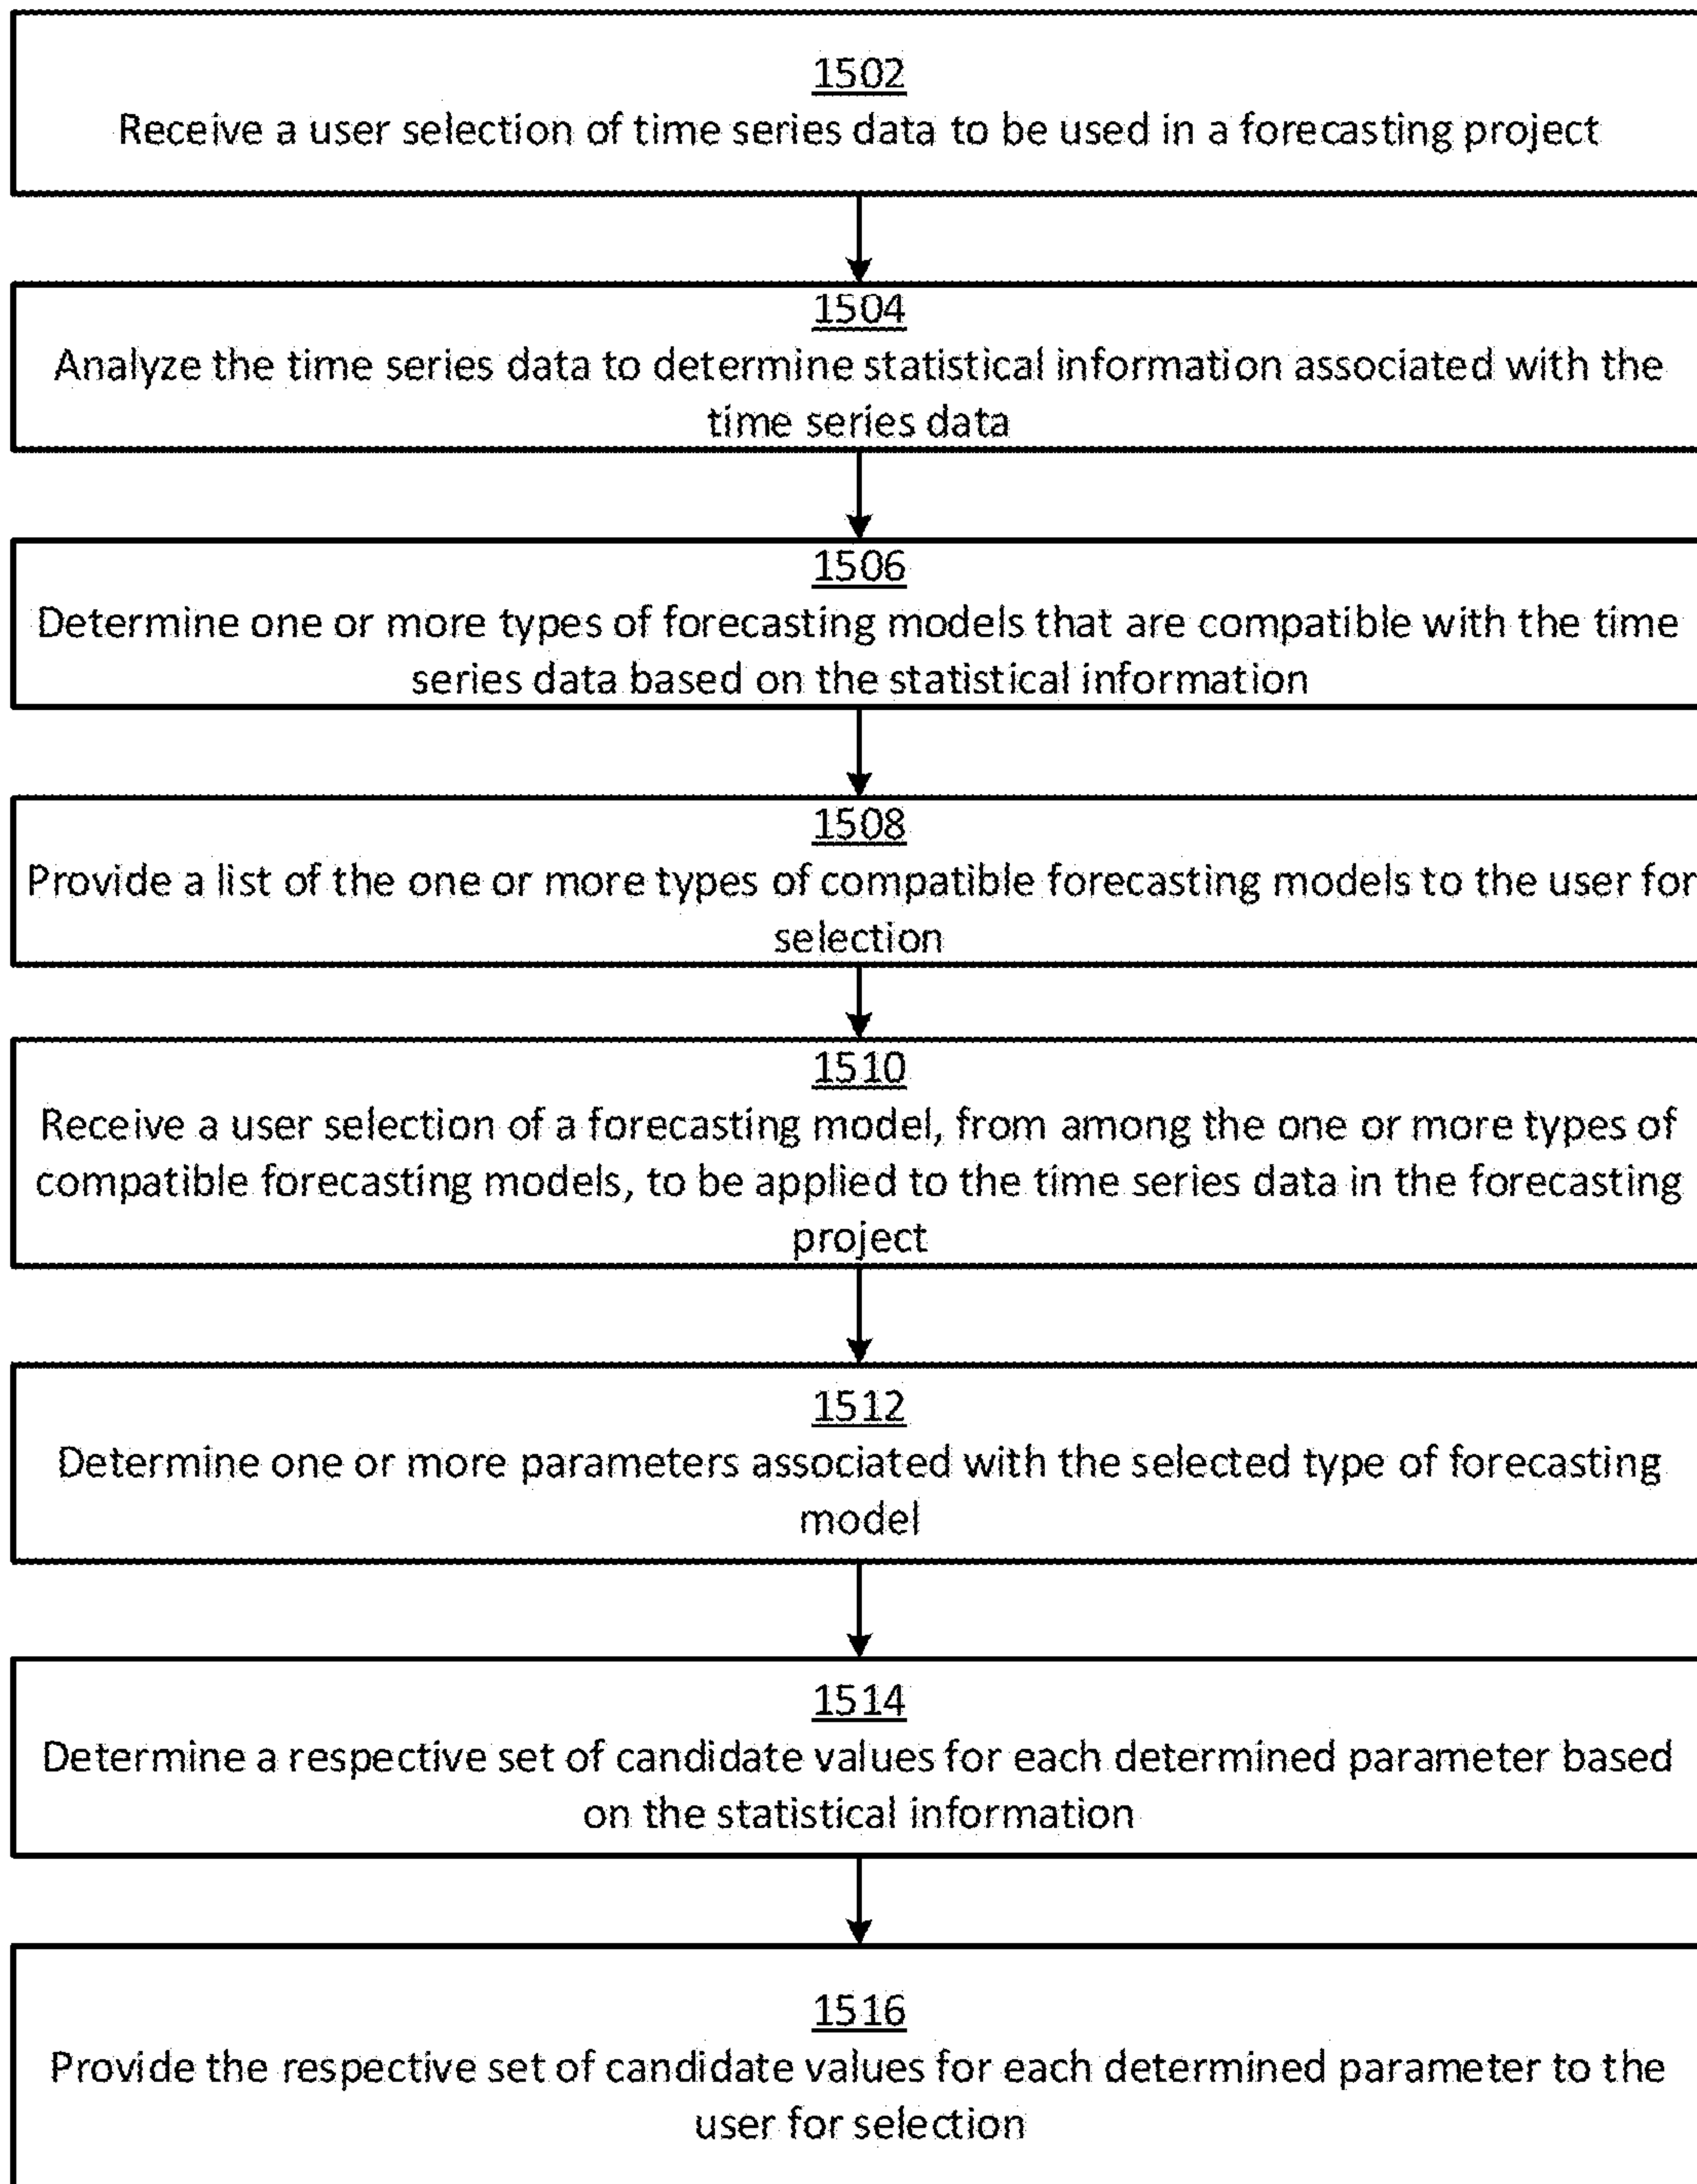 1502
Receive a user selection of time series data to be used in a forecasting project
1504
Analyze the time series data to determine statistical information associated with the
time series data
1506
Determine one or more types of forecasting models that are compatible with the time
series data based on the statistical information
1508
Provide a list of the one or more types of compatible forecasting models to the user for
selection
1510
Receive a user selection of a forecasting model, from among the one or more types of
compatible forecasting models, to be applied to the time series data in the forecasting
project
1512
Determine one or more parameters associated with the selected type of forecasting
model
1514
Determine a respective set of candidate values for each determined parameter based
on the statistical information
1516
Provide the respective set of candidate values for each determined parameter to the
user for selection